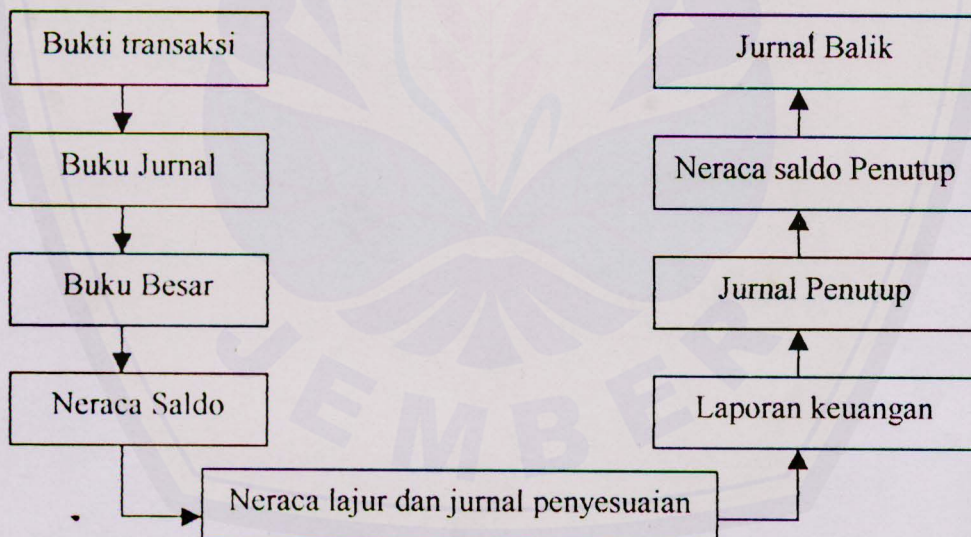 Bukti transaksi
Buku Jurnal
Buku Besar
Neraca Saldo
Neraca lajur dan jurnal penyesuaian
Laporan keuangan
Jurnal Penutup
Neraca saldo Penutup
Jurnal Balik
JEMBER